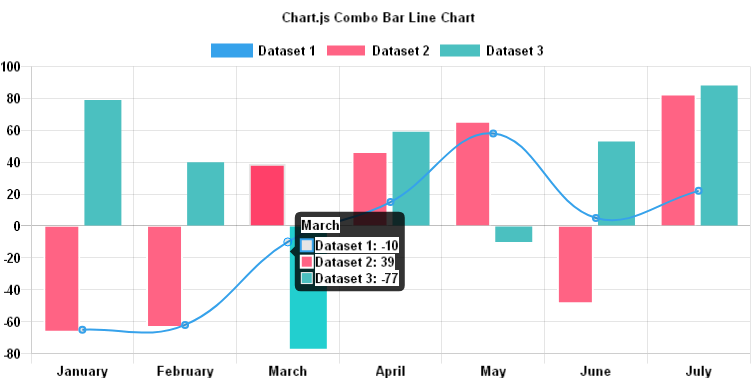 Chart.js Combo Bar Line Chart
Dataset 1 Dataset 2 Dataset 3
100
80
60
40
20
0
-20
-40
-60
-80
March
Dataset 1: -10
Dataset 2: 39
Dataset 3: -77
January February March April May June July